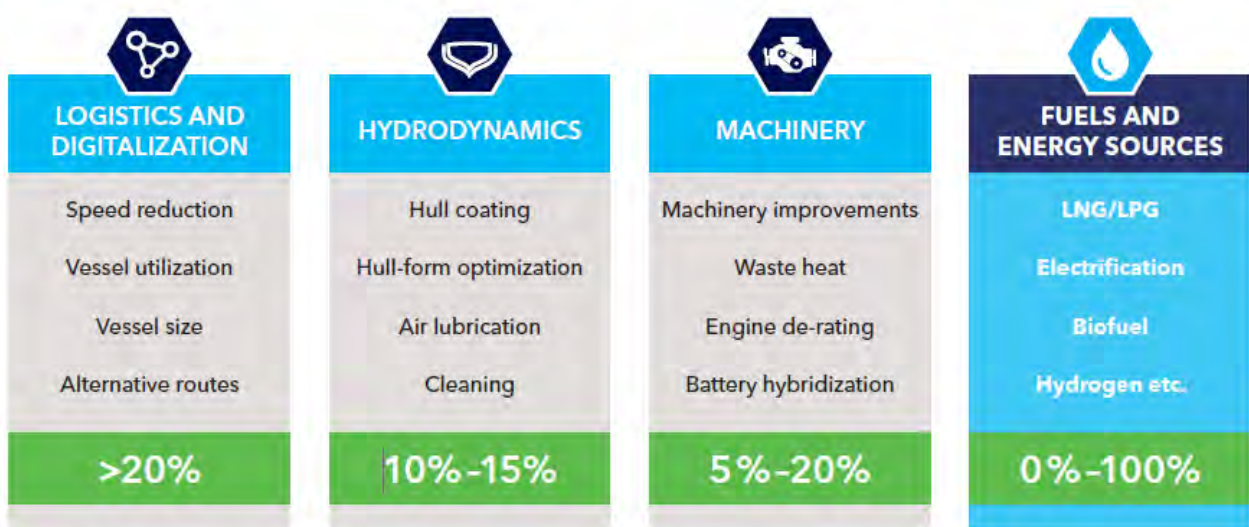 LOGISTICS AND
DIGITALIZATION
Speed reduction
Vessel utilization
Vessel size
Alternative routes
>20%
HYDRODYNAMICS
Hull coating
Hull-form optimization
Air lubrication
Cleaning
10%–15%
MACHINERY
Machinery improvements
Waste heat
Engine de-rating
Battery hybridization
5%–20%
FUELS AND
ENERGY SOURCES
LNG/LPG
Electrification
Biofuel
Hydrogen etc.
0%–100%